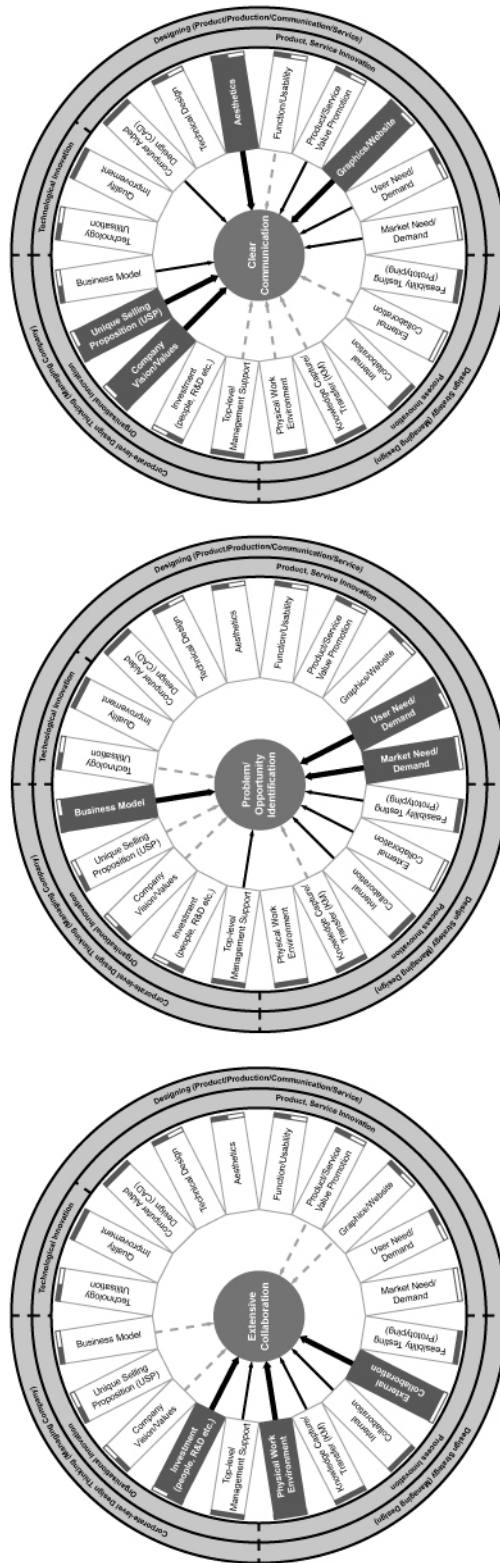 Corporate-level Design Thinking (Managing Company)
Organisational Innovation
Technological Innovation
Designing (Product/Production/Communication/Service)
Product, Service Innovation
Design Strategy (Managing Design)
Process Innovation
Extensive
Collaboration
Business Model
Technology
Utilisation
Quality
Improvement
Computer Aided
Design (CAD)
Technical Design
Aesthetics
Function/Usability
Product/Service
Value Promotion
Graphics/Website
User Need/
Demand
Market Need/
Demand
Feasibility Testing
(Prototyping)
External
Collaboration
Internal
Collaboration
Knowledge Capture/
Transfer (KM)
Physical Work
Environment
Top-level
Management Support
Investment
(people, R&D etc.)
Company
Vision/Values
Unique Selling
Proposition (USP)
Corporate-level Design Thinking (Managing Company)
Organisational Innovation
Technological Innovation
Designing (Product/Production/Communication/Service)
Product, Service Innovation
Design Strategy (Managing Design)
Process Innovation
Problem/
Opportunity
Identification
Business Model
Technology
Utilisation
Quality
Improvement
Computer Aided
Design (CAD)
Technical Design
Aesthetics
Function/Usability
Product/Service
Value Promotion
Graphics/Website
User Need/
Demand
Market Need/
Demand
Feasibility Testing
(Prototyping)
External
Collaboration
Internal
Collaboration
Knowledge Capture/
Transfer (KM)
Physical Work
Environment
Top-level
Management Support
Investment
(people, R&D etc.)
Company
Vision/Values
Unique Selling
Proposition (USP)
Corporate-level Design Thinking (Managing Company)
Organisational Innovation
Technological Innovation
Designing (Product/Production/Communication/Service)
Product, Service Innovation
Design Strategy (Managing Design)
Process Innovation
Clear
Communication
Business Model
Technology
Utilisation
Quality
Improvement
Computer Aided
Design (CAD)
Technical Design
Aesthetics
Function/Usability
Product/Service
Value Promotion
Graphics/Website
User Need/
Demand
Market Need/
Demand
Feasibility Testing
(Prototyping)
External
Collaboration
Internal
Collaboration
Knowledge Capture/
Transfer (KM)
Physical Work
Environment
Top-level
Management Support
Investment
(people, R&D etc.)
Company
Vision/Values
Unique Selling
Proposition (USP)